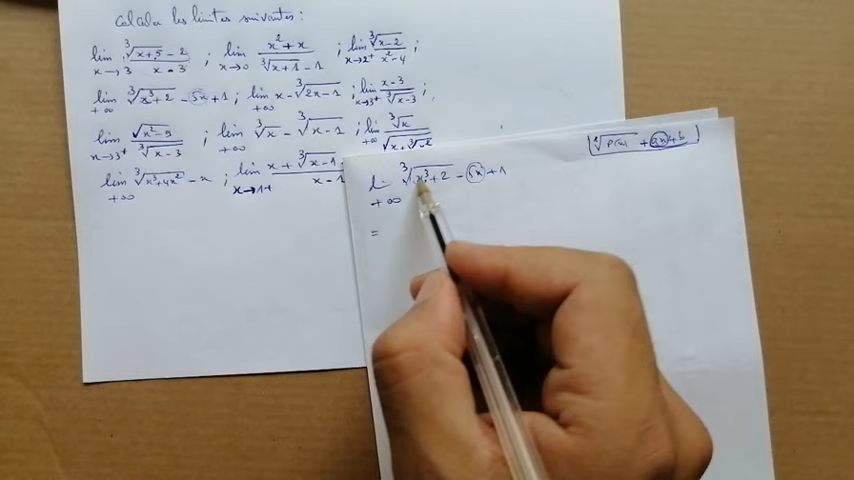 Calculer les limites suivantes :
lim x→3 ∛(x+5) - 2 / x - 3 ; lim x→0 x² + x / ∛(x+1) - 1 ; lim x→2⁺ ∛(x-2) / x² - 4 ;
lim +∞ ∛(x³+2) - 5x + 1 ; lim +∞ x - ∛(2x-1) ; lim x→3⁺ x-3 / ∛(x-3) ;
lim x→3⁺ √(x²-9) / ∛(x-3) ; lim +∞ ∛x - ∛(x-1) ; lim +∞ ∛x / √(x+∛x²)
lim +∞ ∛(x³+4x²) - x ; lim x→1+ x + ∛(x-1) / x - 1
∛P(x) + ax + b
l. +∞ ∛(x³+2) - 5x + 1
=